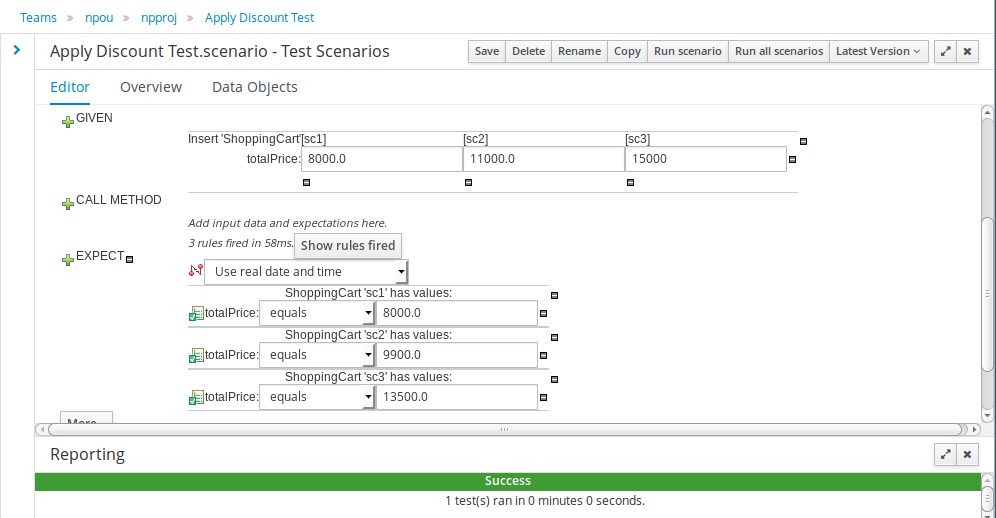 Teams » npou » npproj » Apply Discount Test
Apply Discount Test.scenario - Test Scenarios Save Delete Rename Copy Run scenario Run all scenarios Latest Version
Editor Overview Data Objects
GIVEN
Insert 'ShoppingCart' [sc1] [sc2] [sc3]
totalPrice: 8000.0 11000.0 15000
CALL METHOD
Add input data and expectations here.
3 rules fired in 58ms. Show rules fired
EXPECT
Use real date and time
ShoppingCart 'sc1' has values:
totalPrice: equals 8000.0
ShoppingCart 'sc2' has values:
totalPrice: equals 9900.0
ShoppingCart 'sc3' has values:
totalPrice: equals 13500.0
More...
Reporting
Success
1 test(s) ran in 0 minutes 0 seconds.